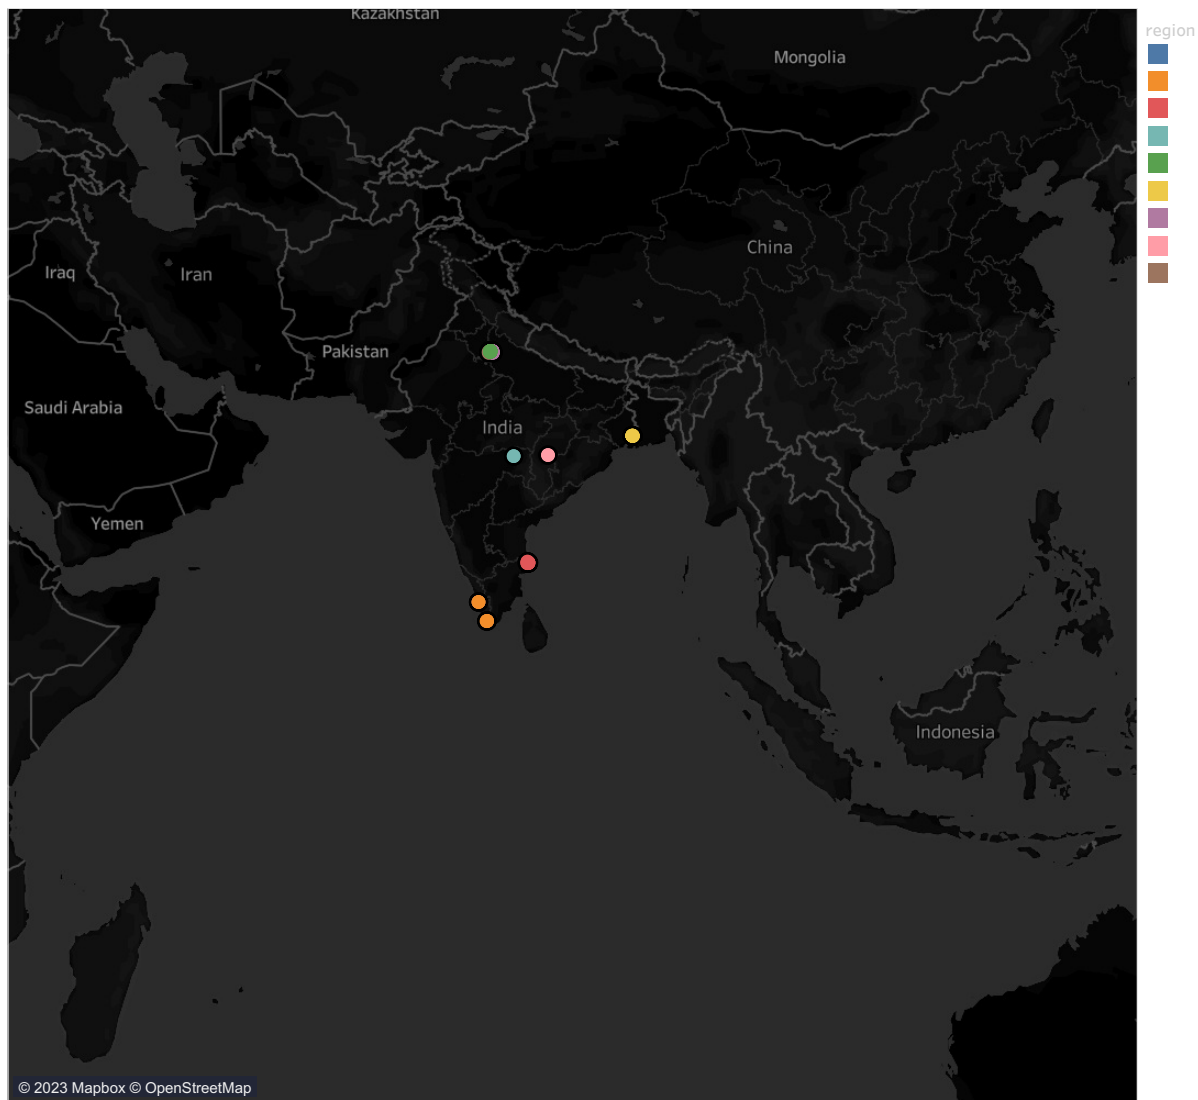 Kazakhstan
Mongolia
region
China
Iraq
Iran
Pakistan
Saudi Arabia
India
Yemen
Indonesia
© 2023 Mapbox © OpenStreetMap